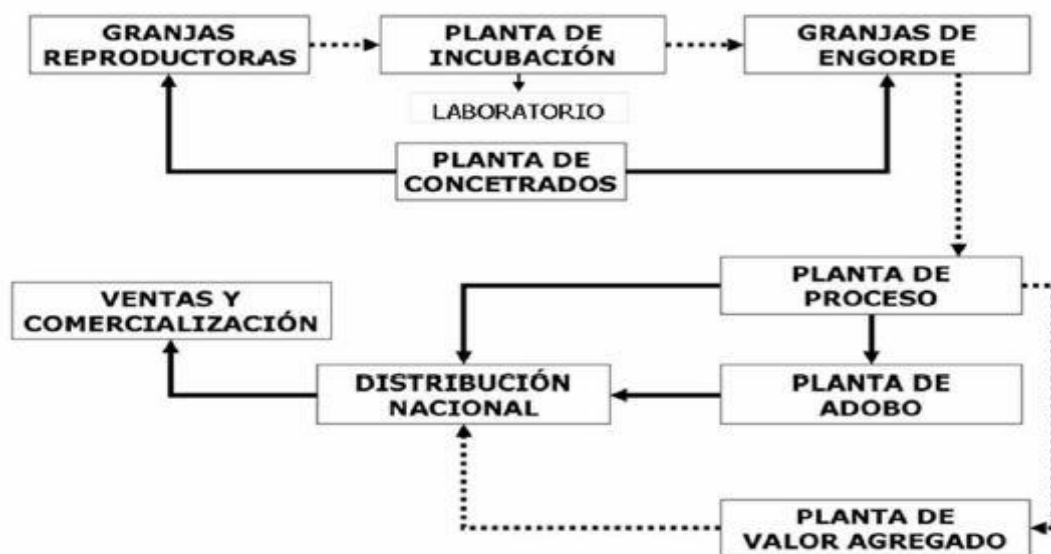 GRANJAS
REPRODUCTORAS
PLANTA DE
INCUBACIÓN
GRANJAS DE
ENGORDE
LABORATORIO
PLANTA DE
CONCETRADOS
PLANTA DE
PROCESO
VENTAS Y
COMERCIALIZACIÓN
DISTRIBUCIÓN
NACIONAL
PLANTA DE
ADOBO
PLANTA DE
VALOR AGREGADO